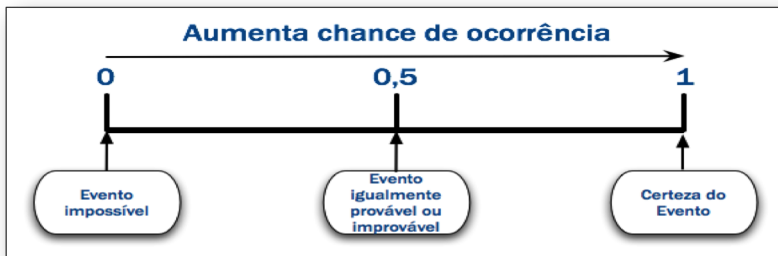 Aumenta chance de ocorrência
0 0,5 1
Evento
impossível
Evento
igualmente
provável ou
improvável
Certeza do
Evento